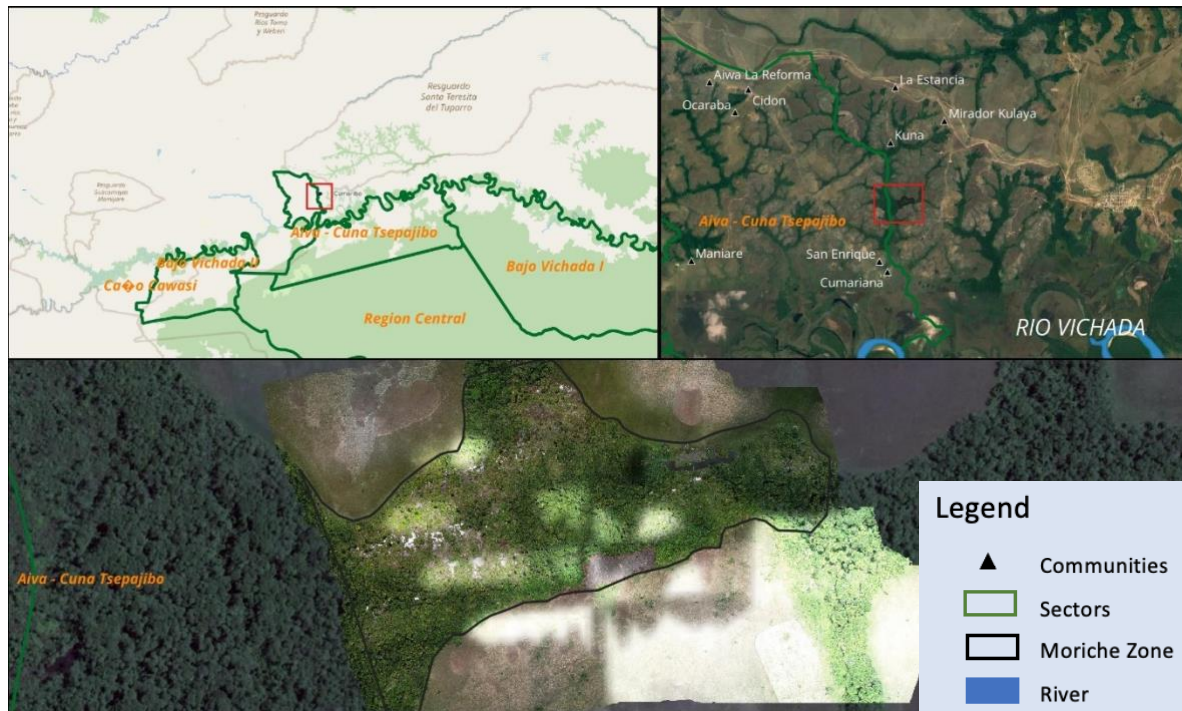 Resguardo
Rios Tomo
y Weberi
Resguardo
Santa Teresita
del Tuparro
Resguardo
Aiva - Cuna Tsepajibo
Bajo Vichada II
Ca�o Cawasi
Bajo Vichada I
Region Central
Aiwa La Reforma
Cidon
Ocaraba
La Estancia
Mirador Kulaya
Kuna
Aiva - Cuna Tsepajibo
Maniare
San Enrique
Cumariana
RIO VICHADA
Aiva - Cuna Tsepajibo
Legend
Communities
Sectors
Moriche Zone
River